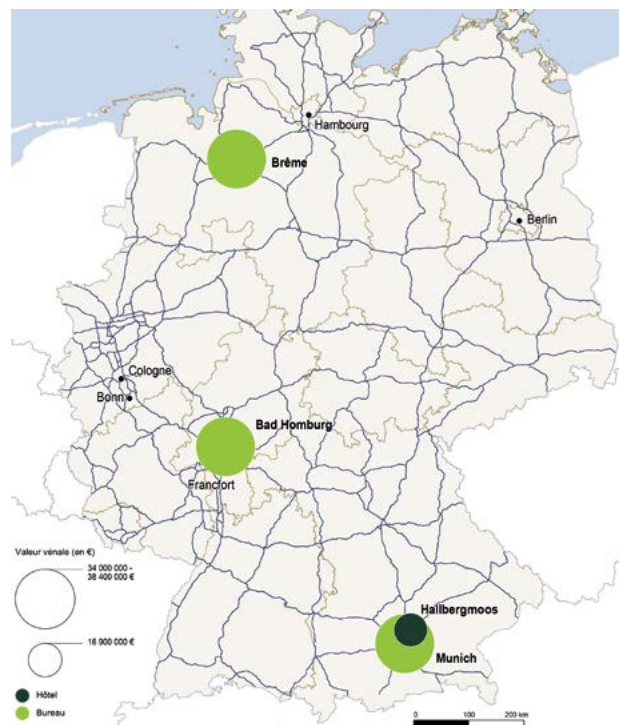 Hambourg
Brême
Berlin
Cologne
Bonn
Bad Homburg
Francfort
Valeur vénale (en €)
34 000 000 -
38 400 000 €
16 900 000 €
Hallbergmoos
Munich
Hôtel
Bureau
0 100 200 km